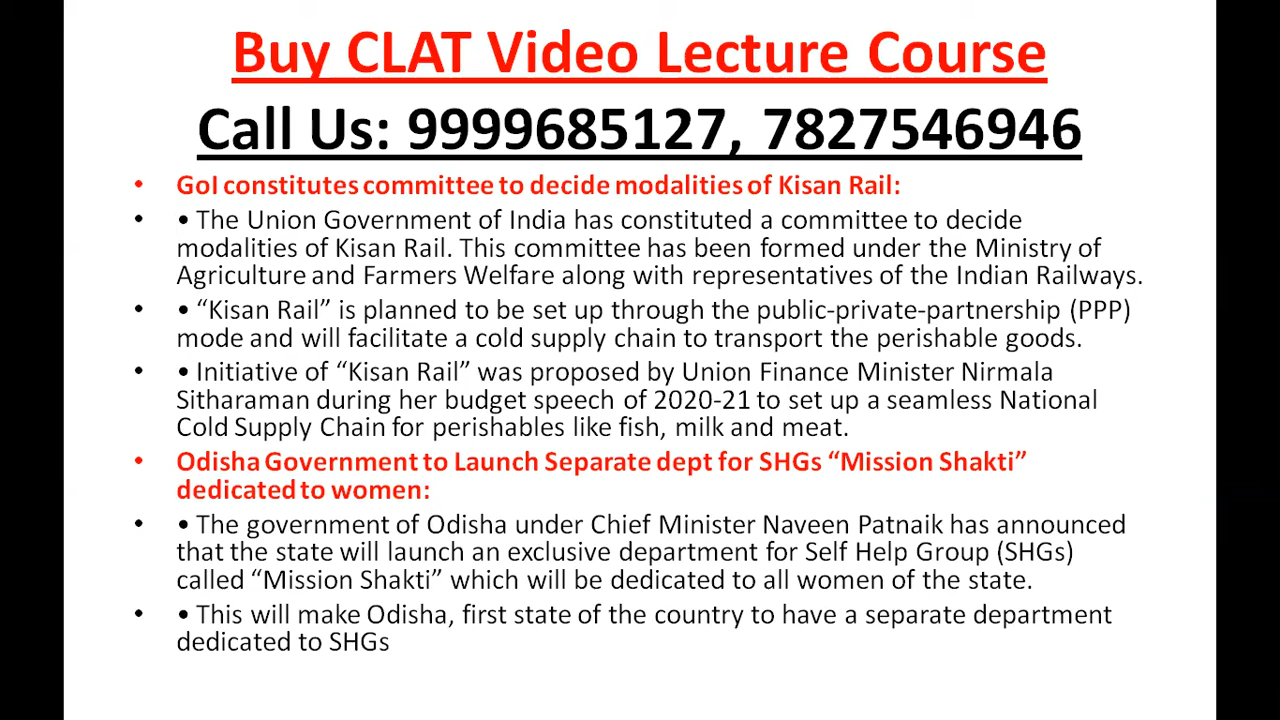 Buy CLAT Video Lecture Course
Call Us: 9999685127, 7827546946
• GoI constitutes committee to decide modalities of Kisan Rail:
• • The Union Government of India has constituted a committee to decide
modalities of Kisan Rail. This committee has been formed under the Ministry of
Agriculture and Farmers Welfare along with representatives of the Indian Railways.
• • “Kisan Rail” is planned to be set up through the public-private-partnership (PPP)
mode and will facilitate a cold supply chain to transport the perishable goods.
• • Initiative of “Kisan Rail” was proposed by Union Finance Minister Nirmala
Sitharaman during her budget speech of 2020-21 to set up a seamless National
Cold Supply Chain for perishables like fish, milk and meat.
• Odisha Government to Launch Separate dept for SHGs “Mission Shakti”
dedicated to women:
• • The government of Odisha under Chief Minister Naveen Patnaik has announced
that the state will launch an exclusive department for Self Help Group (SHGs)
called “Mission Shakti” which will be dedicated to all women of the state.
• • This will make Odisha, first state of the country to have a separate department
dedicated to SHGs